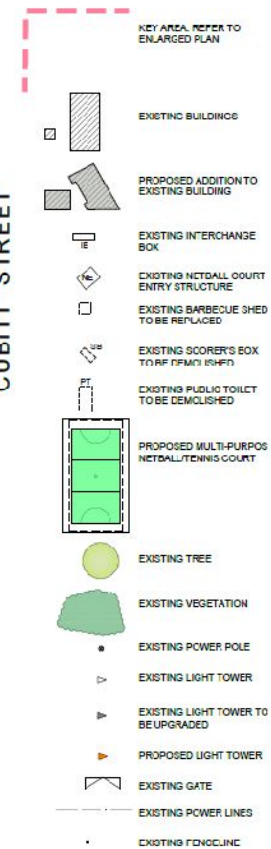 CUBITT STREET
KEY AREA. REFER TO
ENLARGED PLAN
EXISTING BUILDINGS
PROPOSED ADDITION TO
EXISTING BUILDING
IE
EXISTING INTERCHANGE
BOX
NE
EXISTING NETBALL COURT
ENTRY STRUCTURE
EXISTING BARBECUE SHED
TO BE REPLACED
SB
EXISTING SCORER'S BOX
TO BE DEMOLISHED
PT
EXISTING PUBLIC TOILET
TO BE DEMOLISHED
PROPOSED MULTI-PURPOS
NETBALL/TENNIS COURT
EXISTING TREE
EXISTING VEGETATION
EXISTING POWER POLE
EXISTING LIGHT TOWER
EXISTING LIGHT TOWER TO
BE UPGRADED
PROPOSED LIGHT TOWER
EXISTING GATE
EXISTING POWER LINES
EXISTING FENCELINE